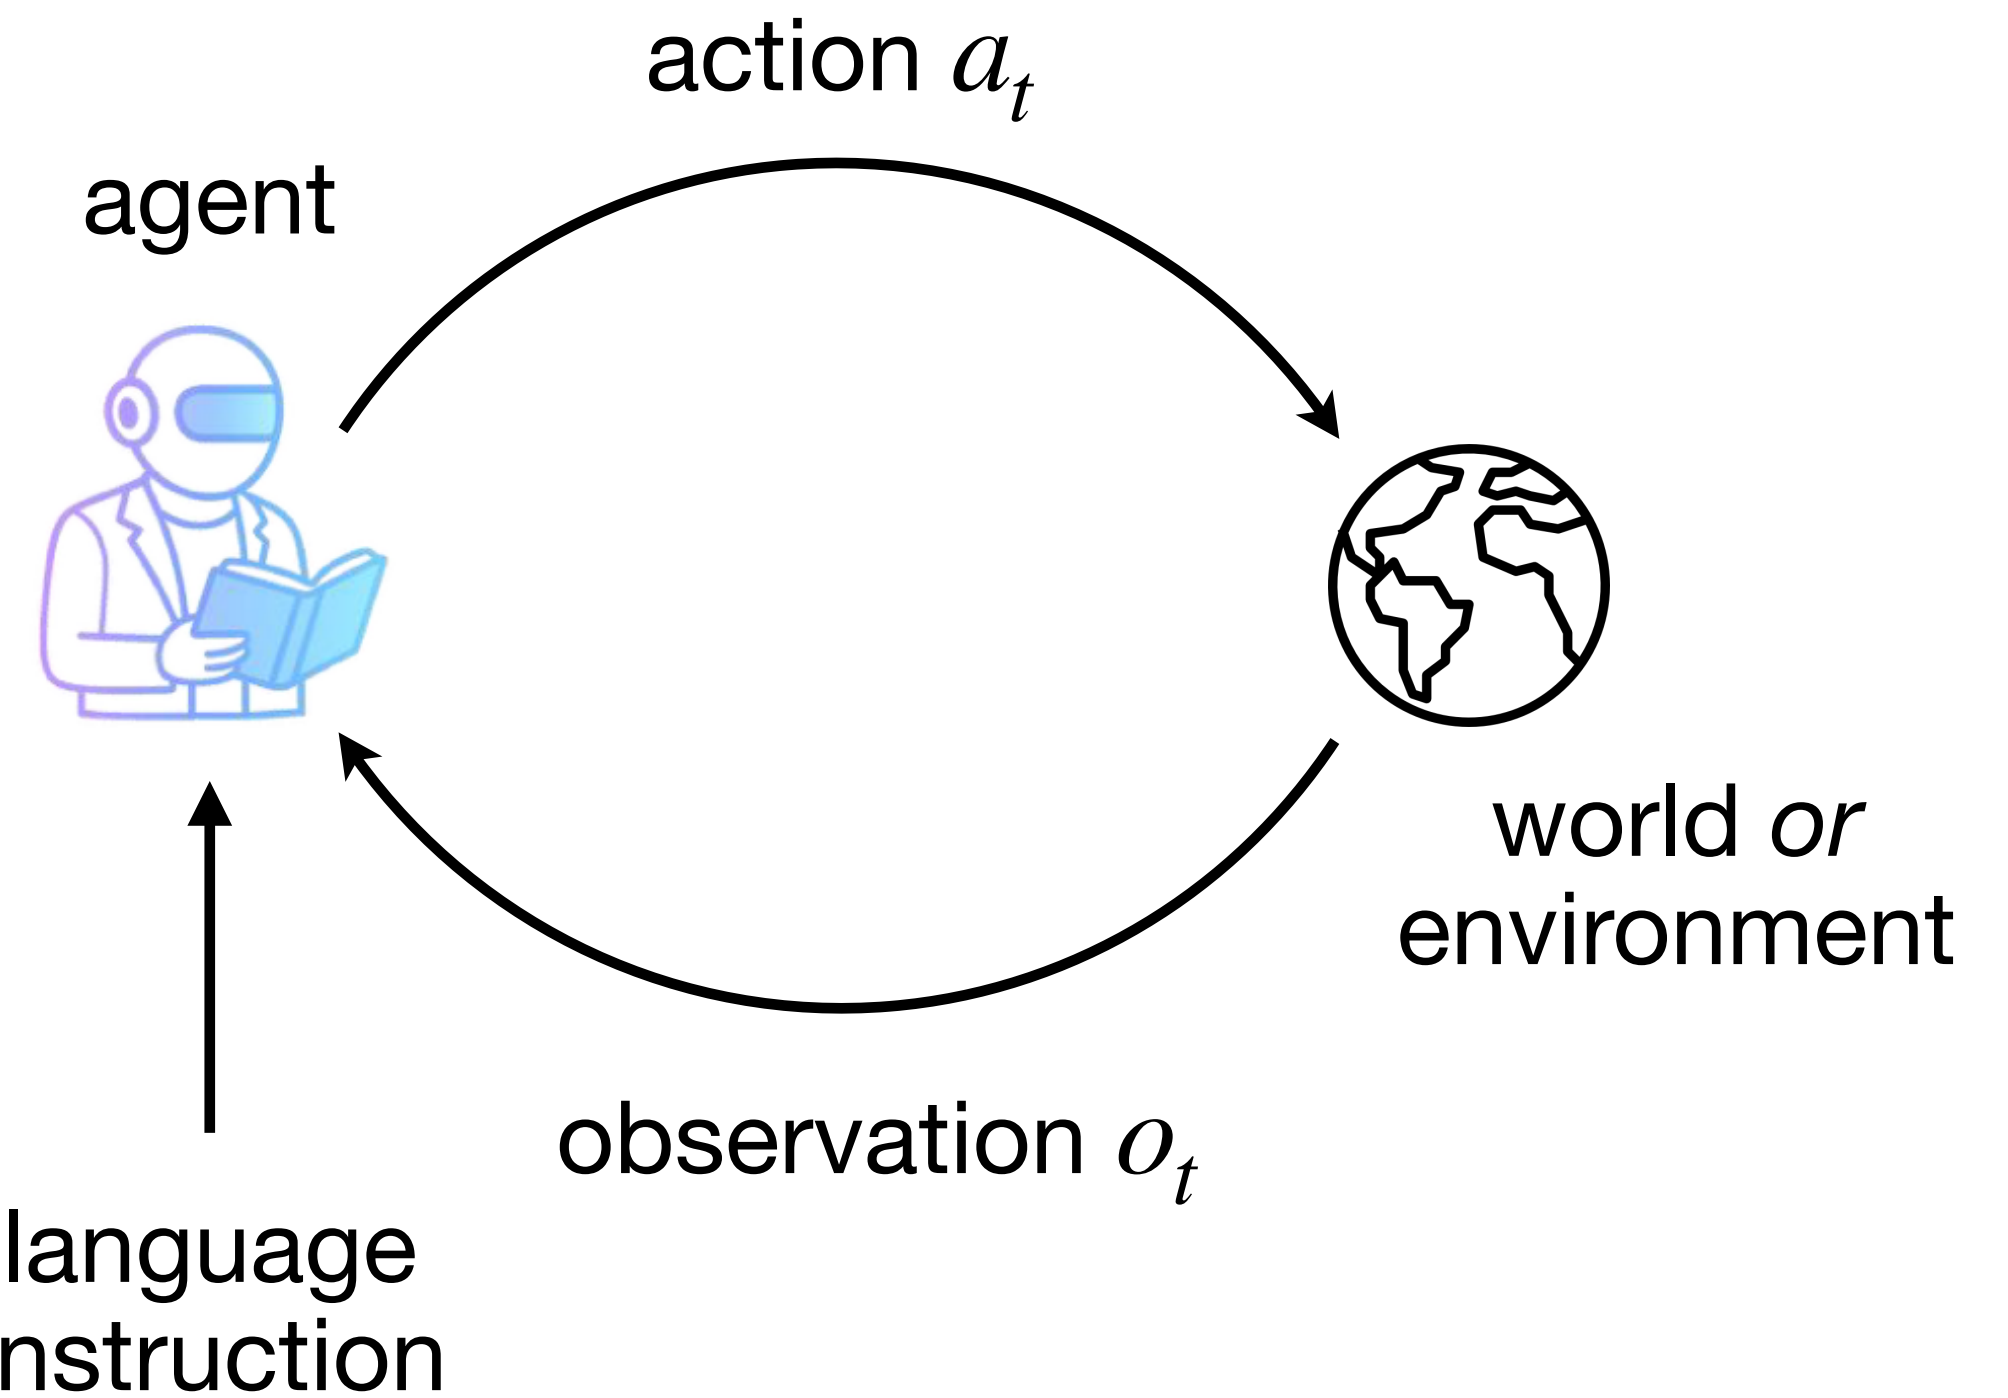 action a_t
agent
world or
environment
observation o_t
language
nstruction